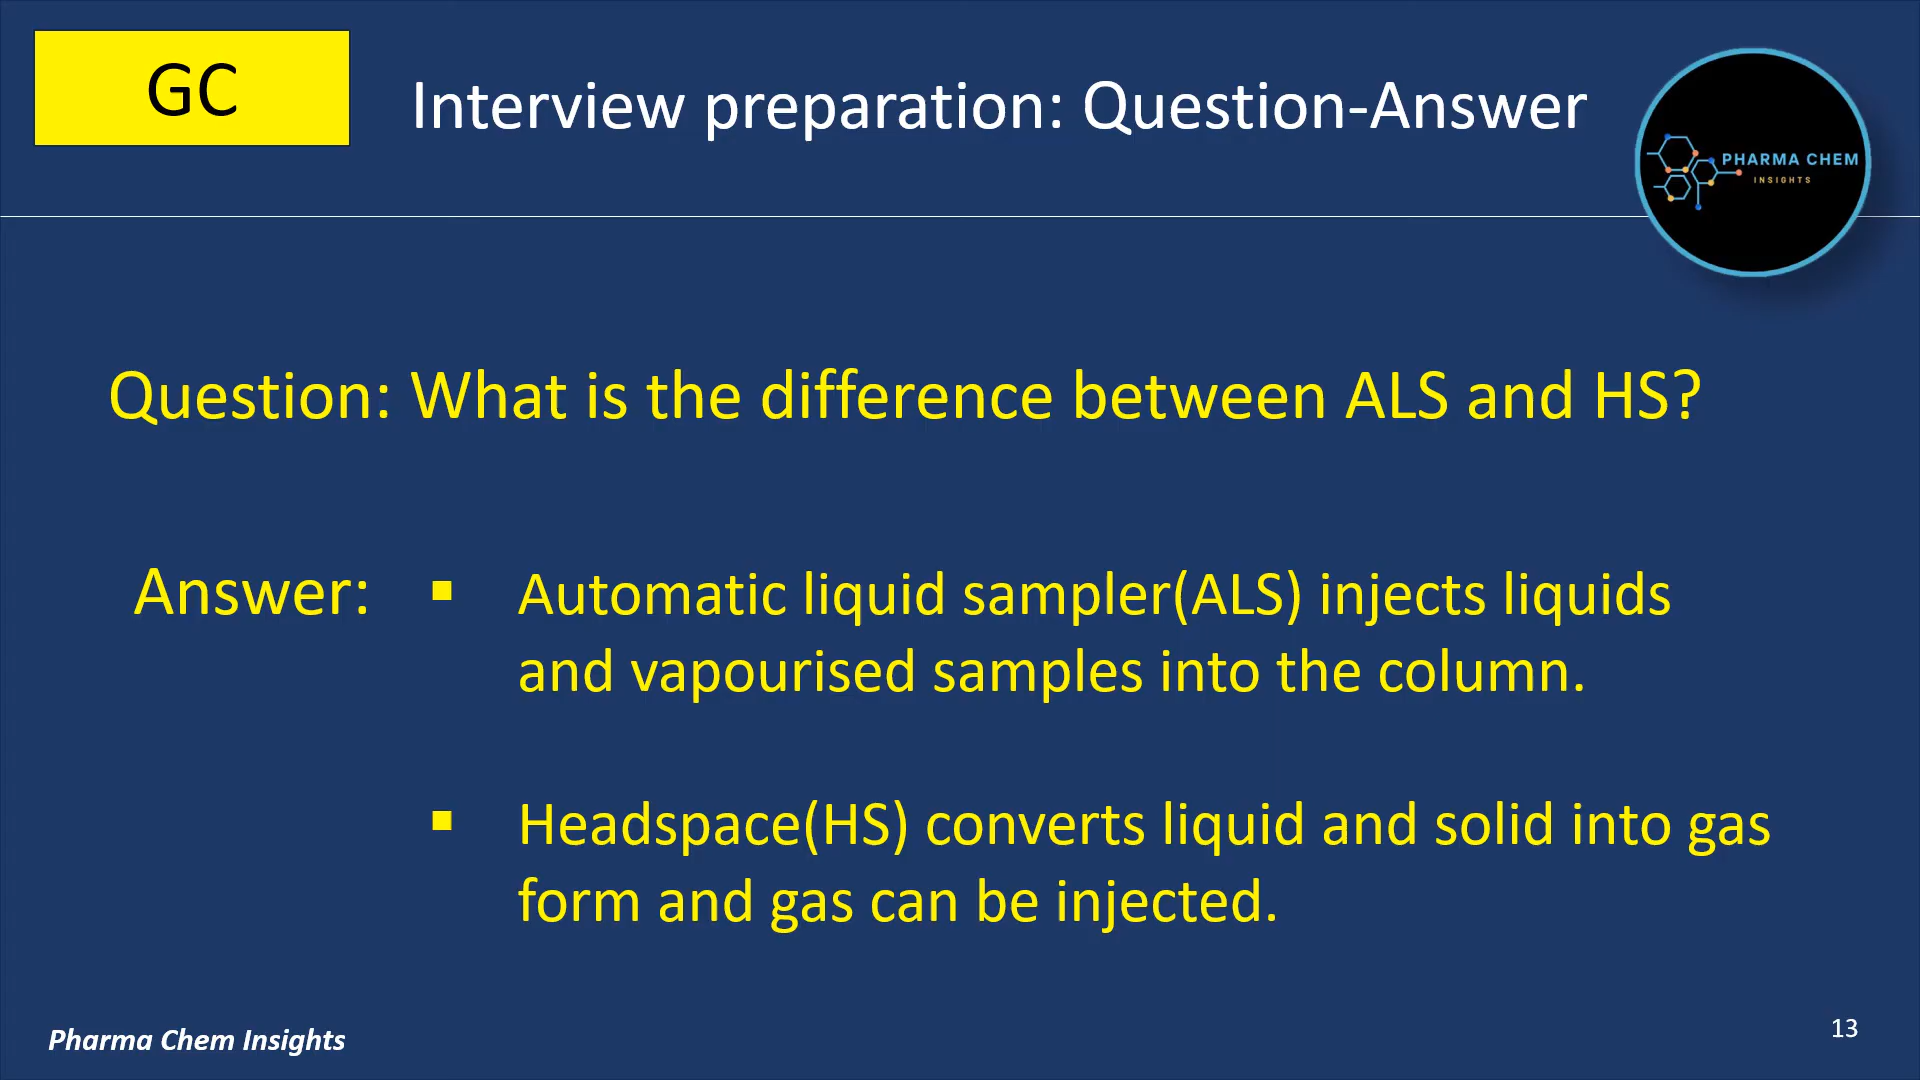 GC
Interview preparation: Question-Answer
PHARMA CHEM
INSIGHTS
Question: What is the difference between ALS and HS?
Answer: ▪ Automatic liquid sampler(ALS) injects liquids
and vapourised samples into the column.
▪ Headspace(HS) converts liquid and solid into gas
form and gas can be injected.
Pharma Chem Insights
13